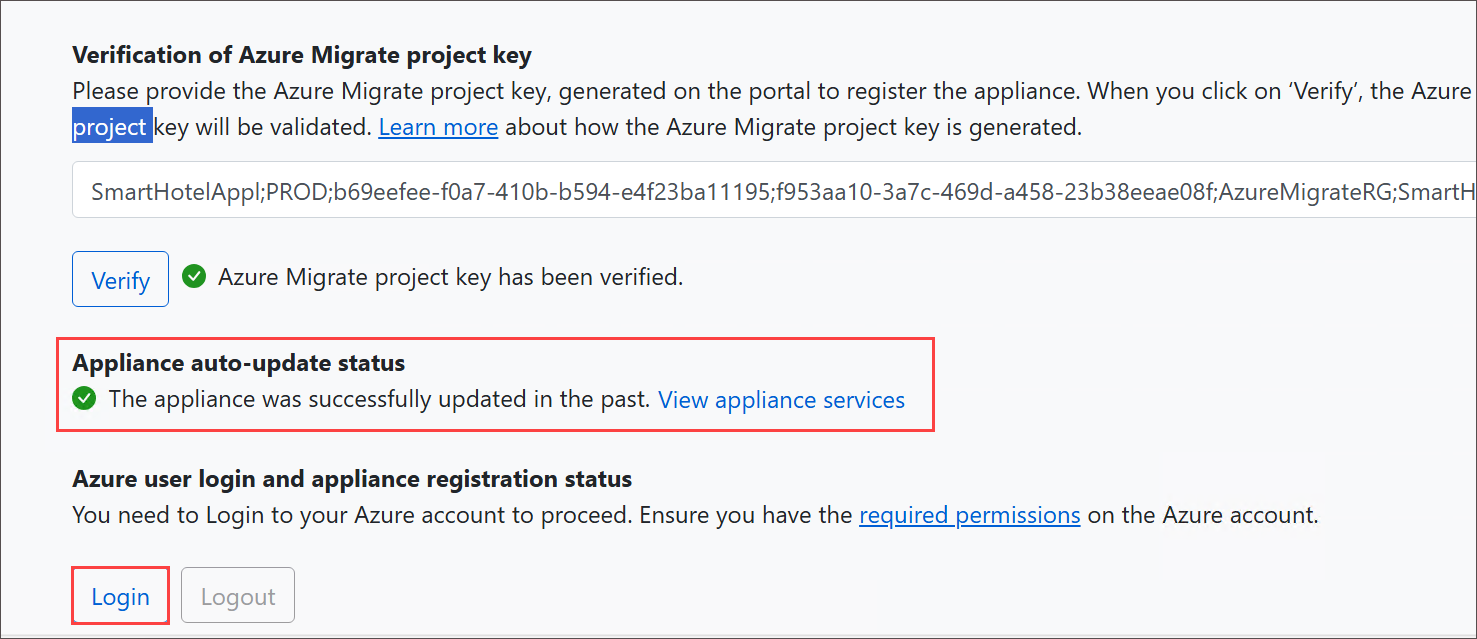 Verification of Azure Migrate project key
Please provide the Azure Migrate project key, generated on the portal to register the appliance. When you click on ‘Verify’, the Azure
project key will be validated. Learn more about how the Azure Migrate project key is generated.
SmartHotelAppl;PROD;b69eefee-f0a7-410b-b594-e4f23ba11195;f953aa10-3a7c-469d-a458-23b38eeae08f;AzureMigrateRG;SmartH
Verify Azure Migrate project key has been verified.
Appliance auto-update status
The appliance was successfully updated in the past. View appliance services
Azure user login and appliance registration status
You need to Login to your Azure account to proceed. Ensure you have the required permissions on the Azure account.
Login Logout